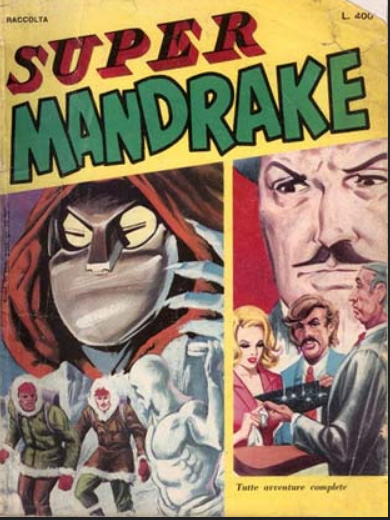 RACCOLTA
L. 400
SUPER
MANDRAKE
Tutte avventure complete